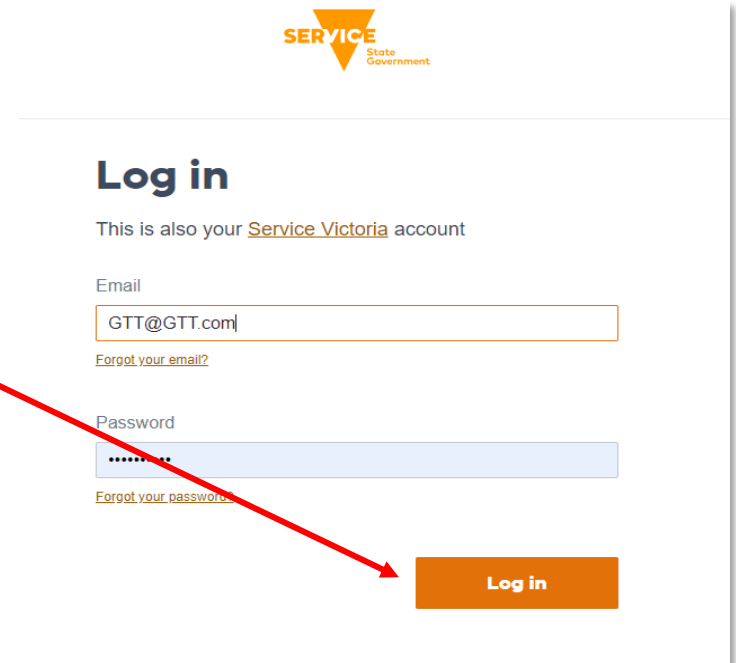 SERVICE
State
Government
Log in
This is also your Service Victoria account
Email
GTT@GTT.com
Forgot your email?
Password
••••••••••
Forgot your password?
Log in